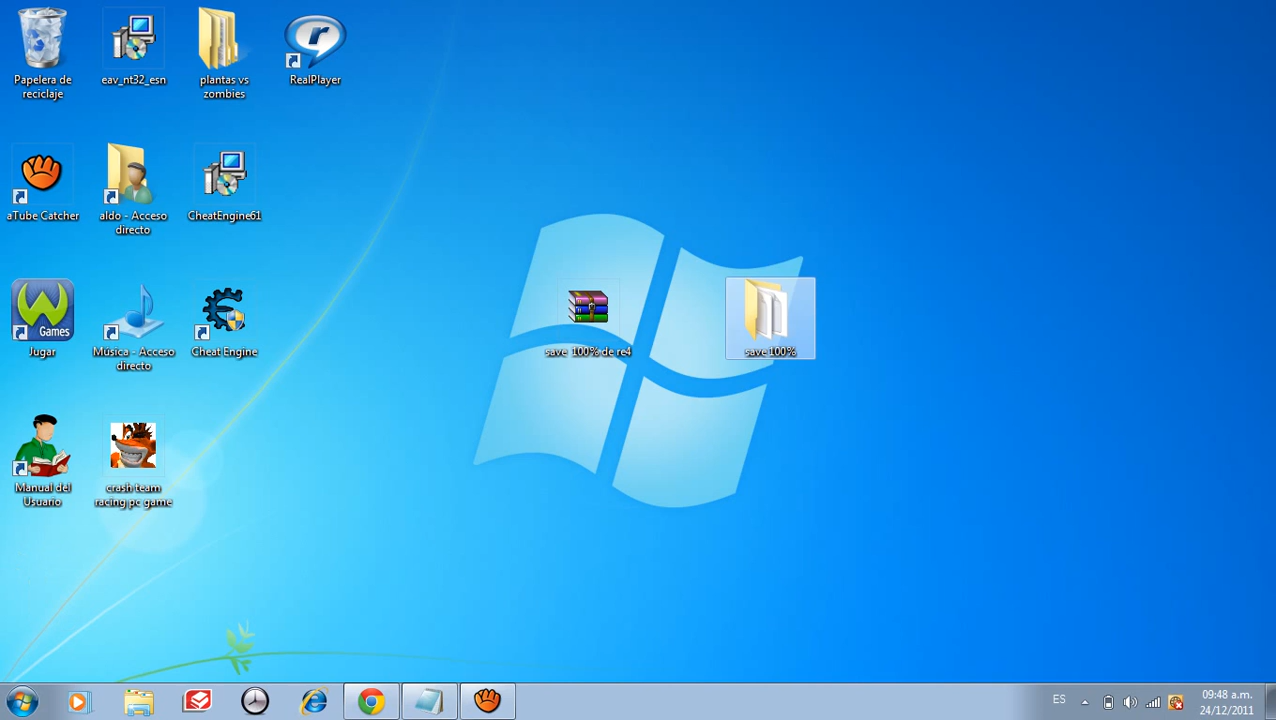 Papelera de
reciclaje
eav_nt32_esn
plantas vs
zombies
RealPlayer
aTube Catcher
aldo - Acceso
directo
CheatEngine61
Games
Jugar
Música - Acceso
directo
Cheat Engine
save 100% de re4
save 100%
Manual del
Usuario
crash team
racing pc game
ES
09:48 a.m.
24/12/2011